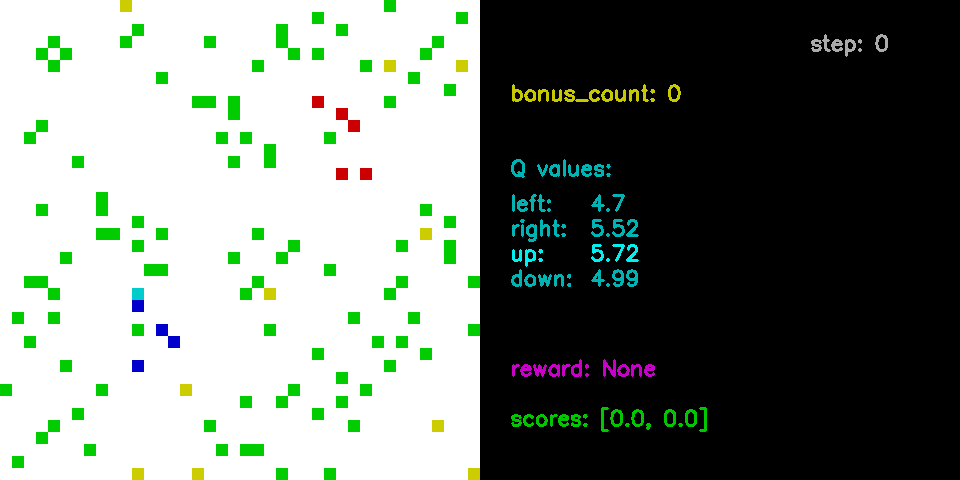 step: 0
bonus_count: 0
Q values:
left: 4.7
right: 5.52
up: 5.72
down: 4.99
reward: None
scores: [0.0, 0.0]